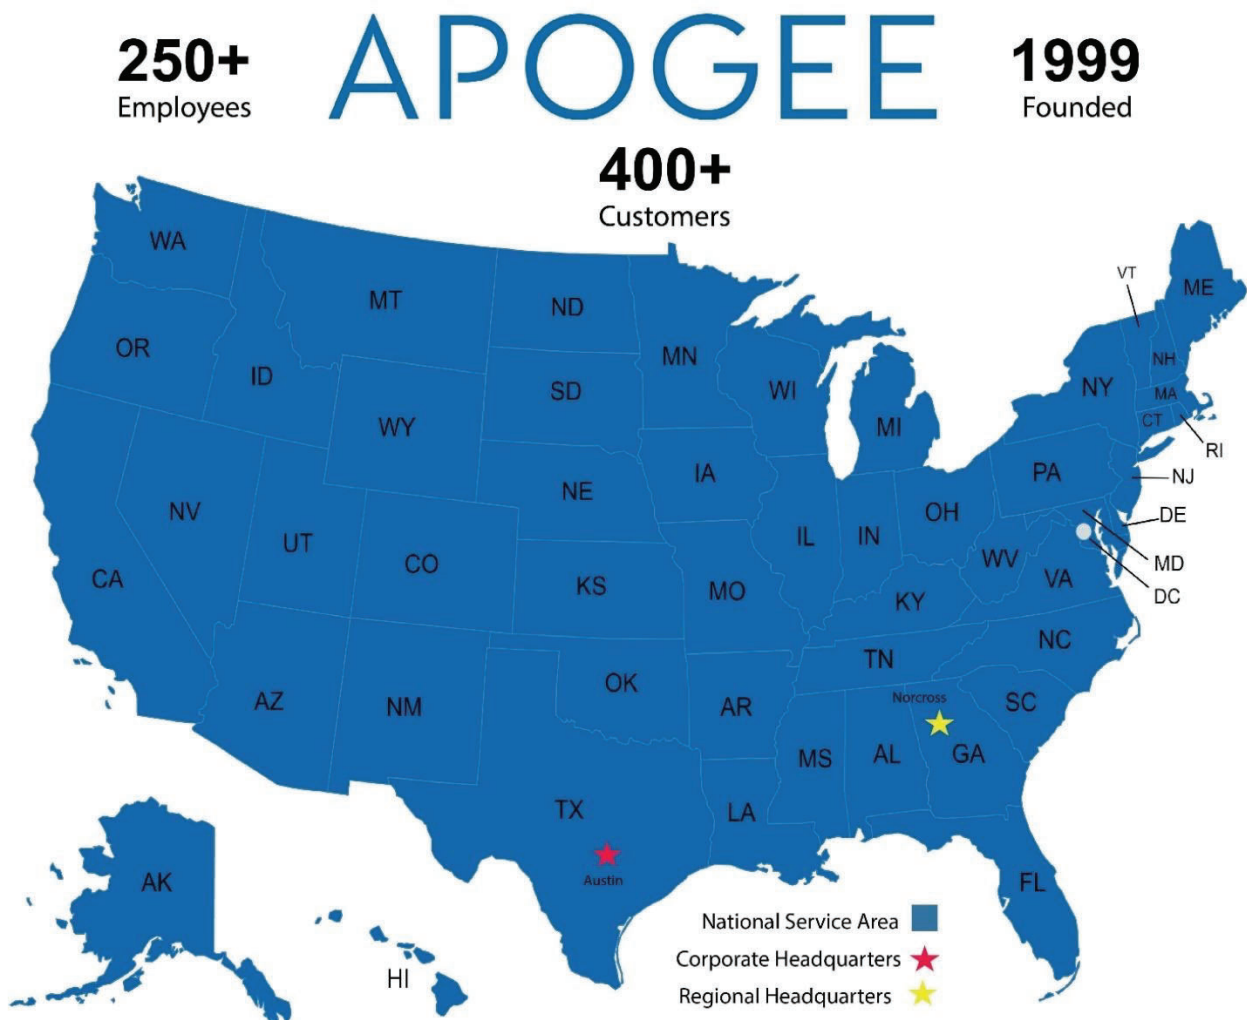 250+
Employees
APOGEE
1999
Founded
400+
Customers
WA
MT
ND
MN
OR
ID
SD
WI
MI
WY
NY
VT
ME
NH
MA
CT
RI
NJ
PA
IA
NE
NV
UT
CO
CA
KS
MO
IL
IN
OH
WV
VA
DE
MD
DC
KY
NC
TN
AZ
NM
OK
AR
SC
Norcross
MS
AL
GA
TX
LA
Austin
FL
AK
HI
National Service Area
Corporate Headquarters
Regional Headquarters